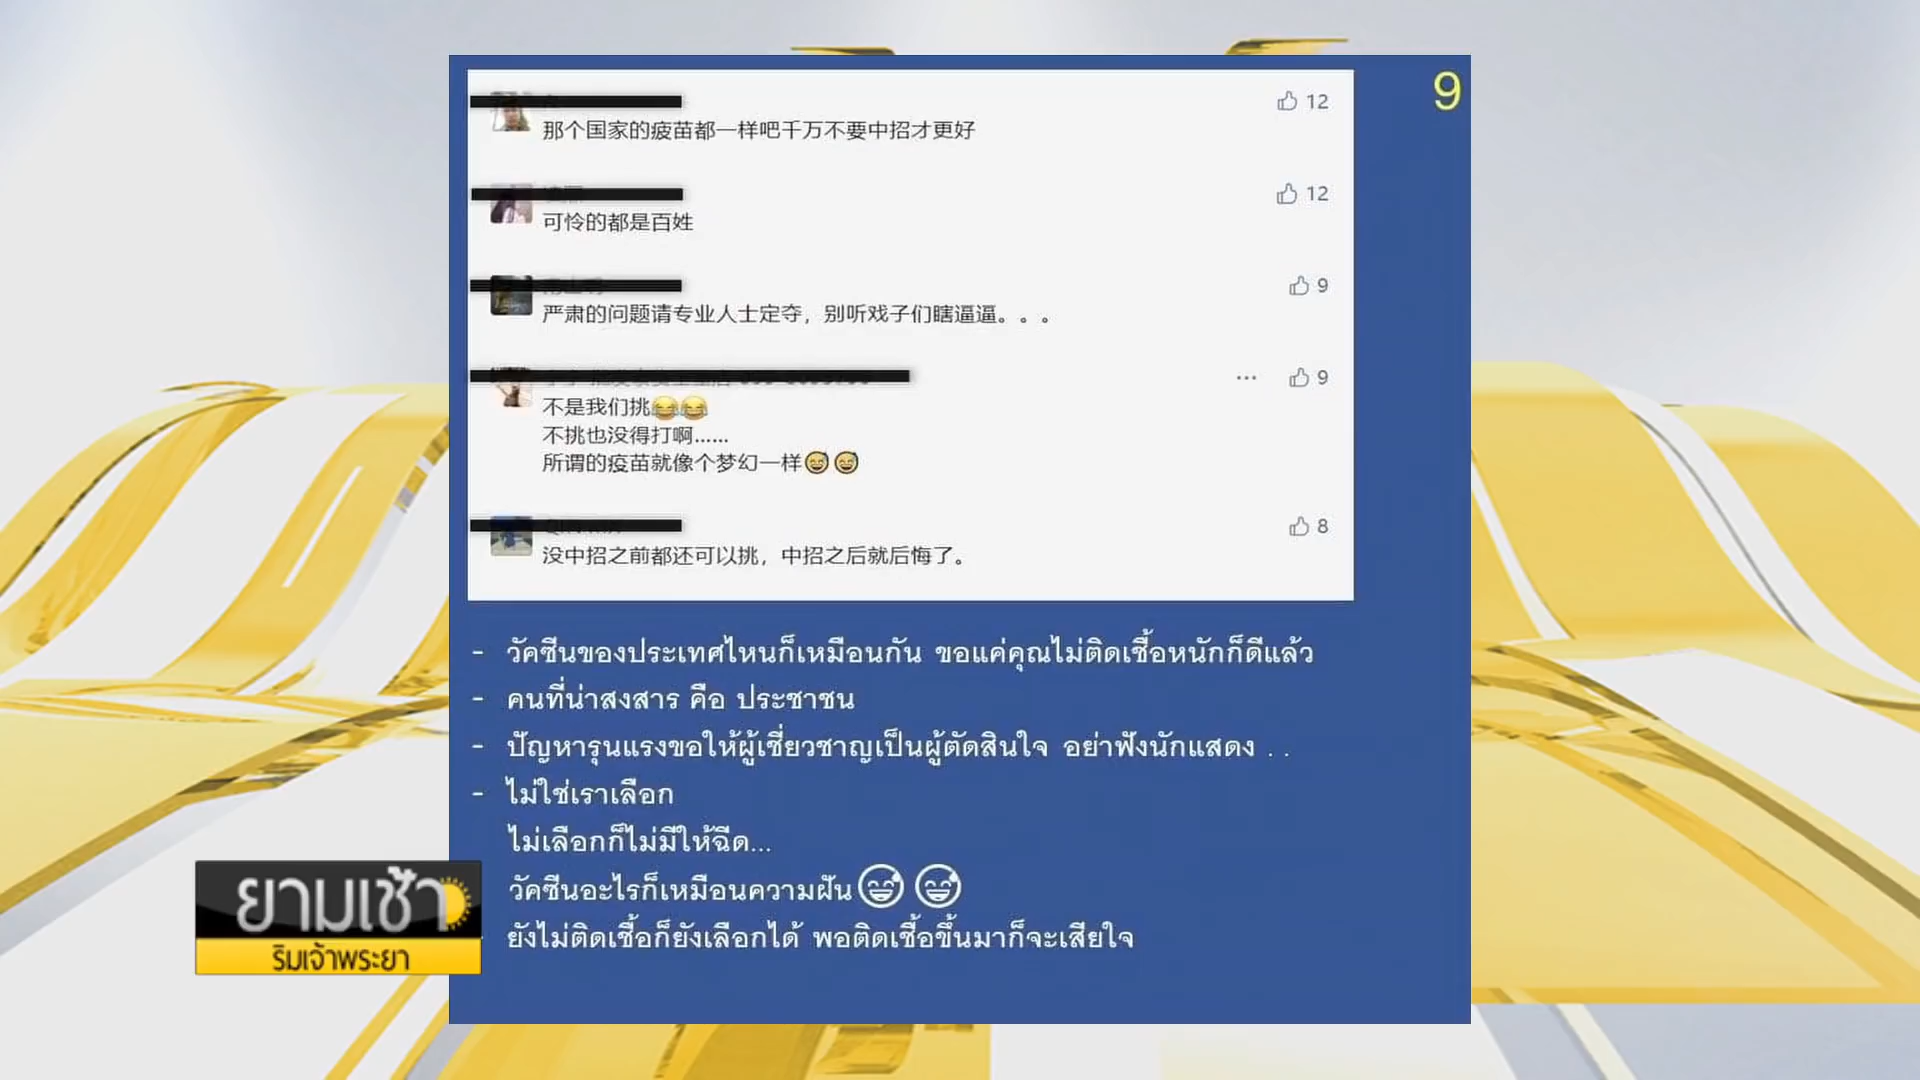 9
12
那个国家的疫苗都一样吧千万不要中招才更好
12
可怜的都是百姓
9
严肃的问题请专业人士定夺，别听戏子们瞎逼逼。。。
... 9
不是我们挑😂😂
不挑也没得打啊......
所谓的疫苗就像个梦幻一样😅😅
8
没中招之前都还可以挑，中招之后就后悔了。
- วัคซีนของประเทศไหนก็เหมือนกัน ขอแค่คุณไม่ติดเชื้อหนักก็ดีแล้ว
- คนที่น่าสงสาร คือ ประชาชน
- ปัญหารุนแรงขอให้ผู้เชี่ยวชาญเป็นผู้ตัดสินใจ อย่าฟังนักแสดง . .
- ไม่ใช่เราเลือก
ไม่เลือกก็ไม่มีให้ฉีด...
วัคซีนอะไรก็เหมือนความฝัน😅😅
ยังไม่ติดเชื้อก็ยังเลือกได้ พอติดเชื้อขึ้นมาก็จะเสียใจ
ยามเช้า
ริมเจ้าพระยา